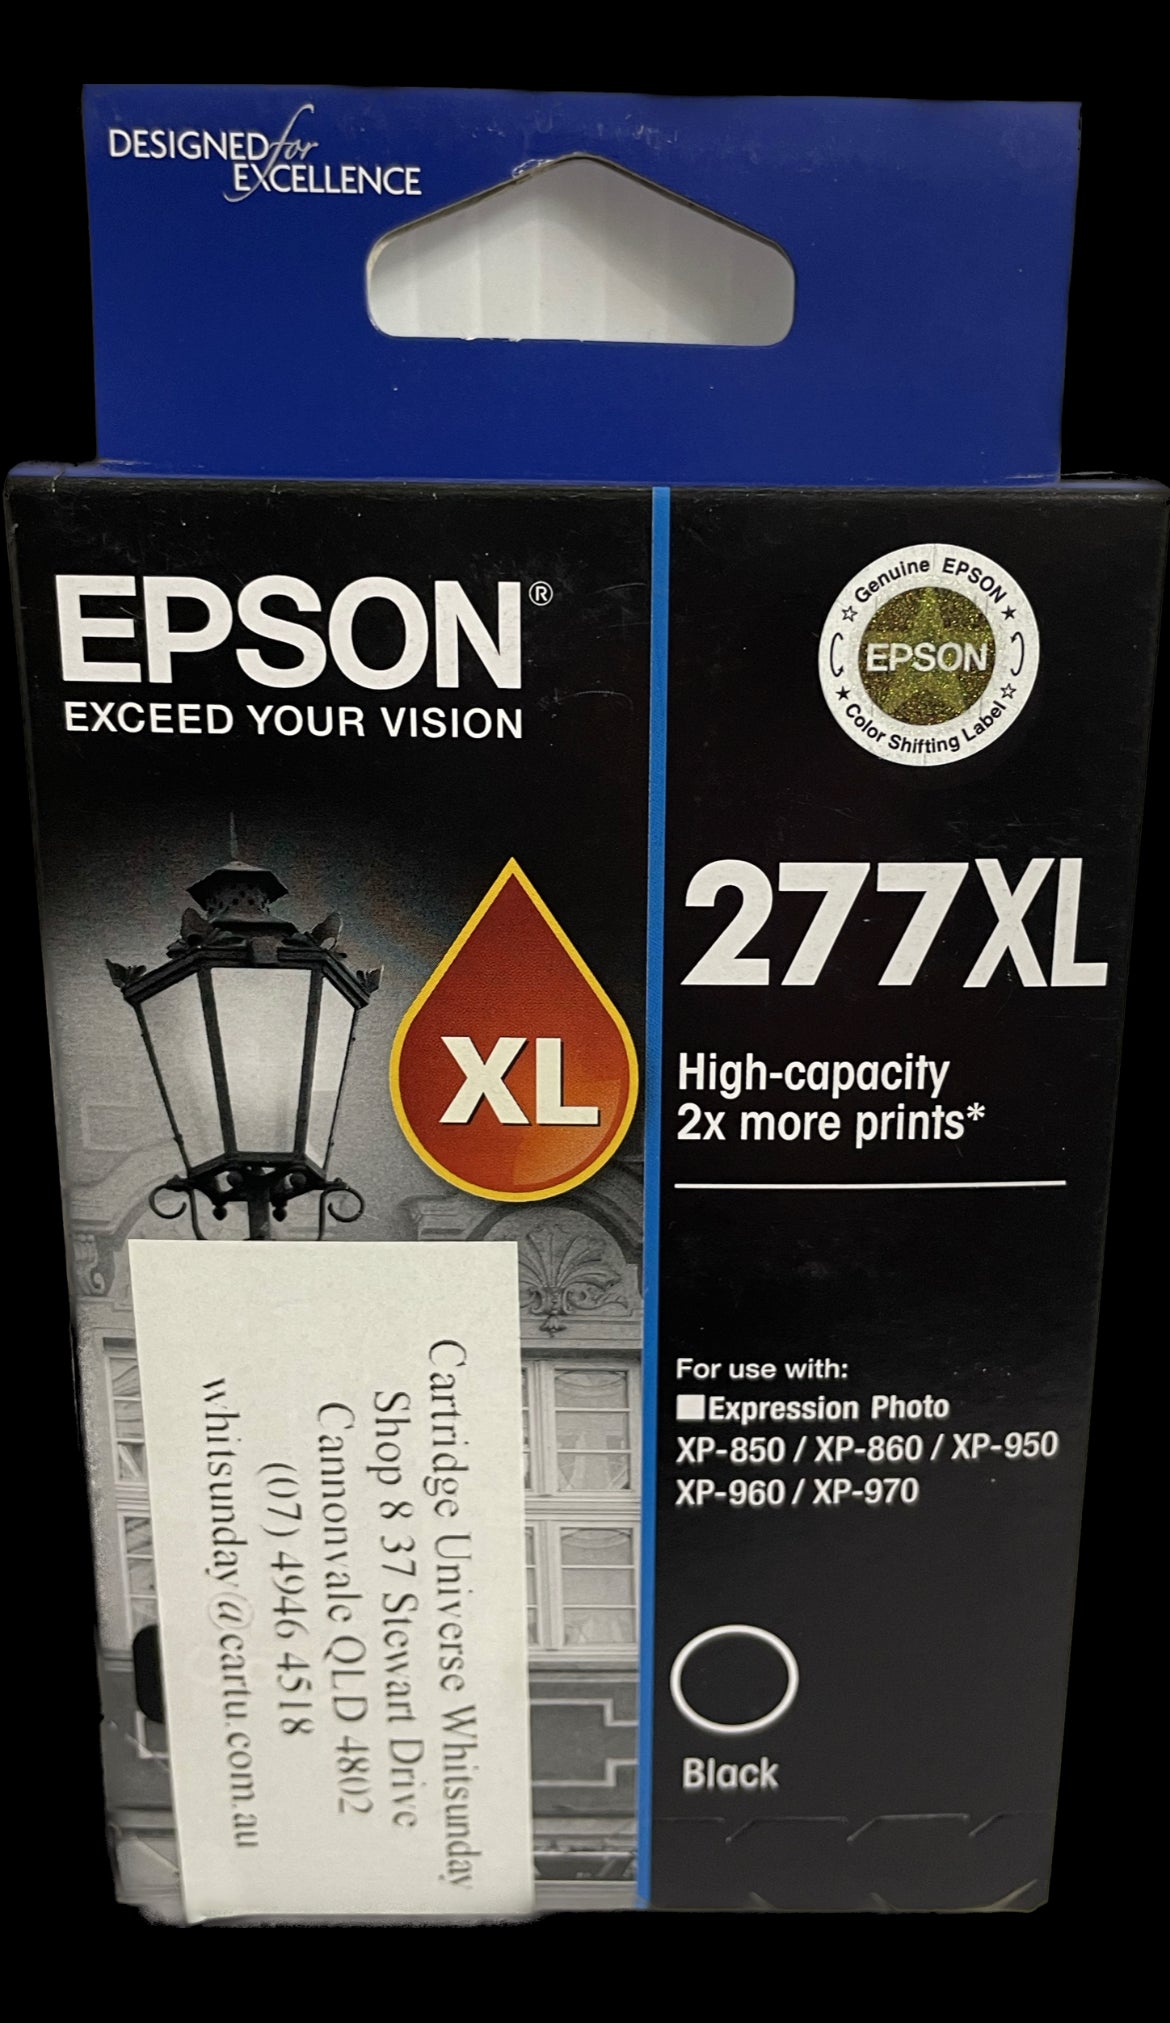 DESIGNED for
EXCELLENCE
EPSON®
EXCEED YOUR VISION
Genuine EPSON
EPSON
Color Shifting Label
277XL
XL
High-capacity
2x more prints*
For use with:
Expression Photo
XP-850 / XP-860 / XP-950
XP-960 / XP-970
Black
Cartridge Universe Whitsunday
Shop 8 37 Stewart Drive
Cannonvale QLD 4802
(07) 4946 4518
whitsunday@cartu.com.au